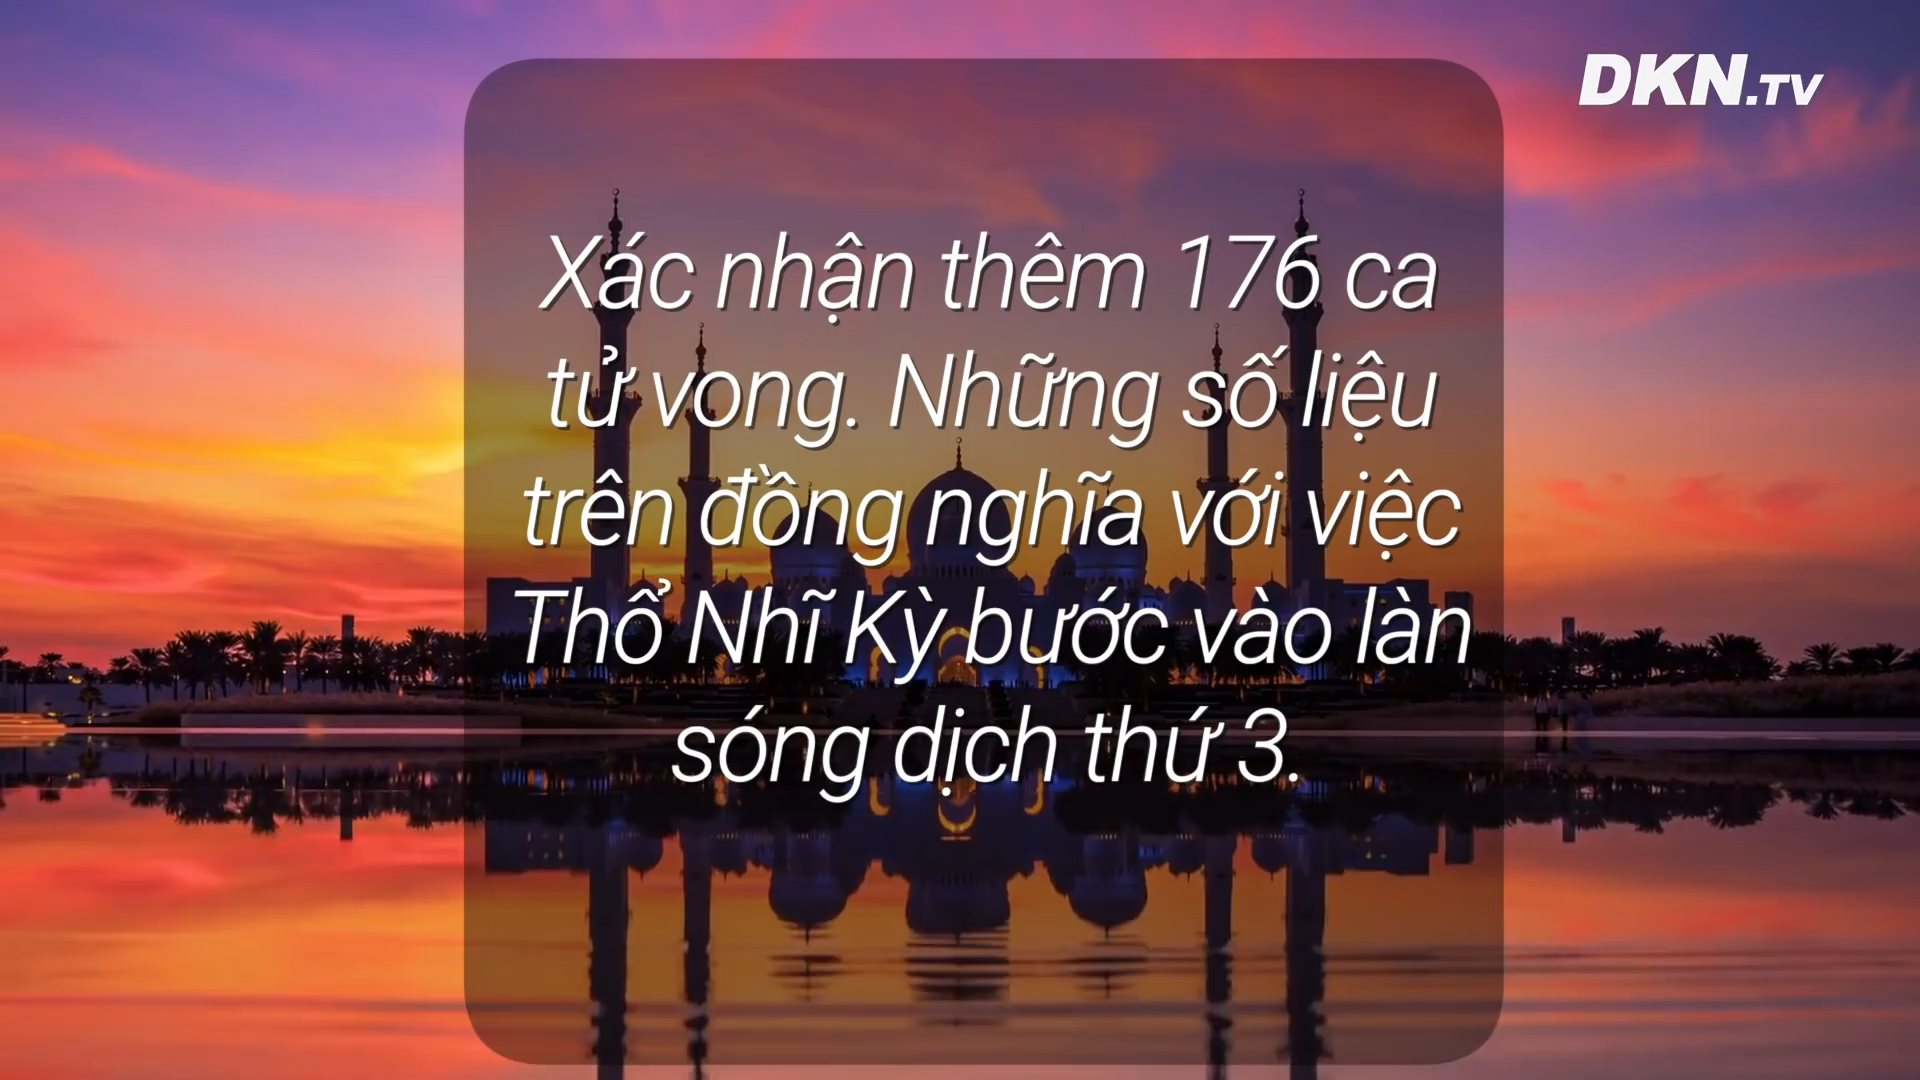 DKN.TV
Xác nhận thêm 176 ca
tử vong. Những số liệu
trên đồng nghĩa với việc
Thổ Nhĩ Kỳ bước vào làn
sóng dịch thứ 3.